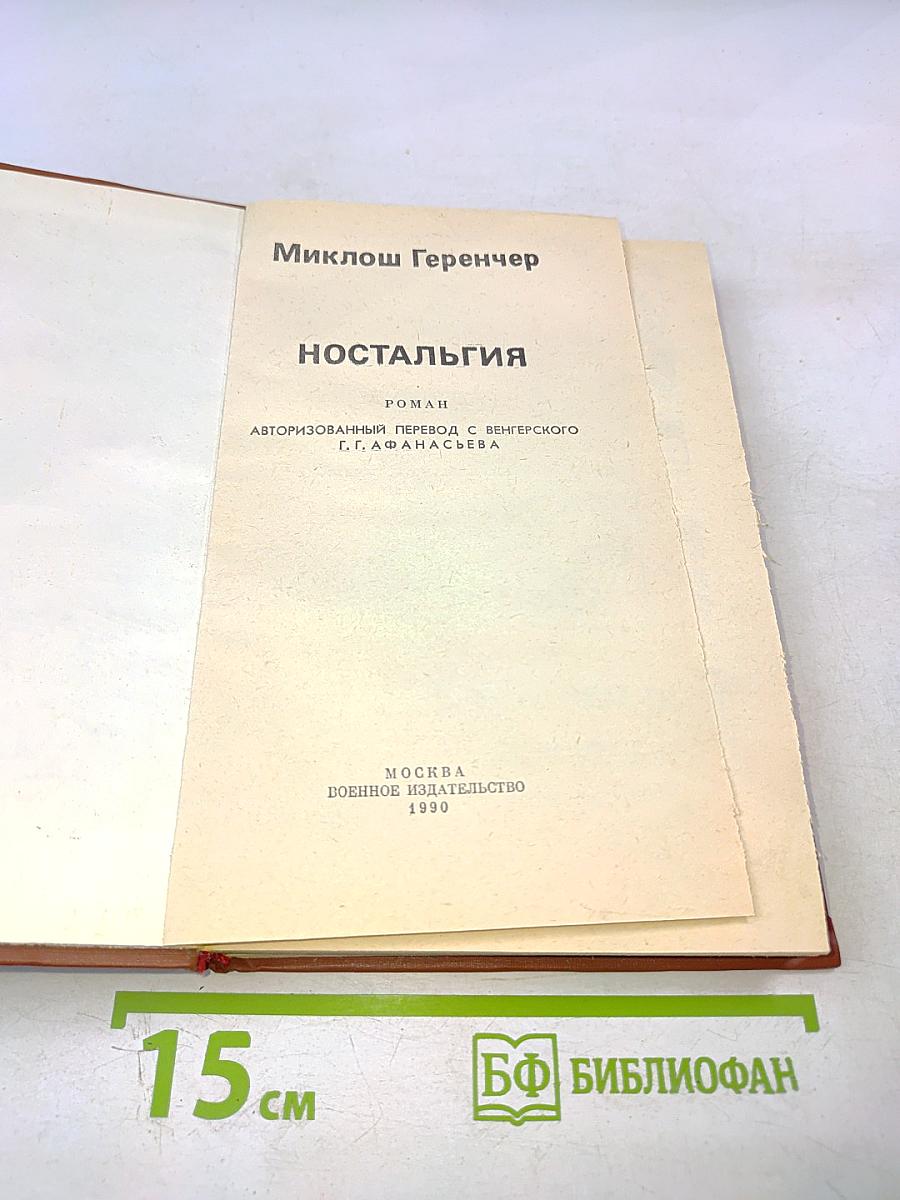 Миклош Геренчер
НОСТАЛЬГИЯ
РОМАН
АВТОРИЗОВАННЫЙ ПЕРЕВОД С ВЕНГЕРСКОГО
Г. Г. АФАНАСЬЕВА
МОСКВА
ВОЕННОЕ ИЗДАТЕЛЬСТВО
1990
15 см
БФ БИБЛИОФАН